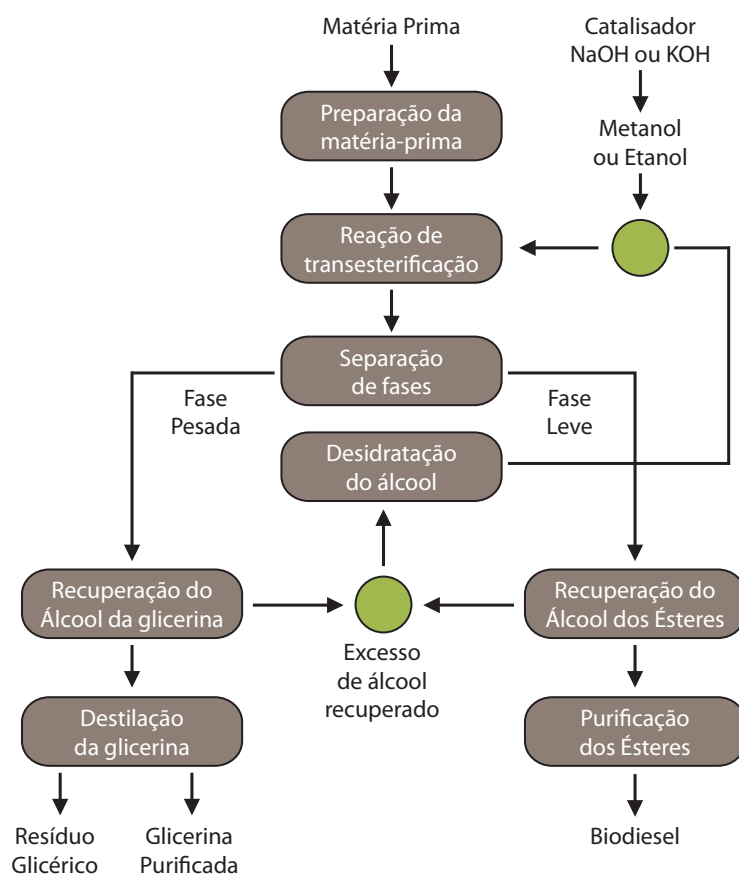 Matéria Prima
Catalisador
NaOH ou KOH
Preparação da
matéria-prima
Metanol
ou Etanol
Reação de
transesterificação
Separação
de fases
Fase
Pesada
Fase
Leve
Desidratação
do álcool
Recuperação do
Álcool da glicerina
Recuperação do
Álcool dos Ésteres
Excesso
de álcool
recuperado
Destilação
da glicerina
Purificação
dos Ésteres
Resíduo
Glicérico
Glicerina
Purificada
Biodiesel